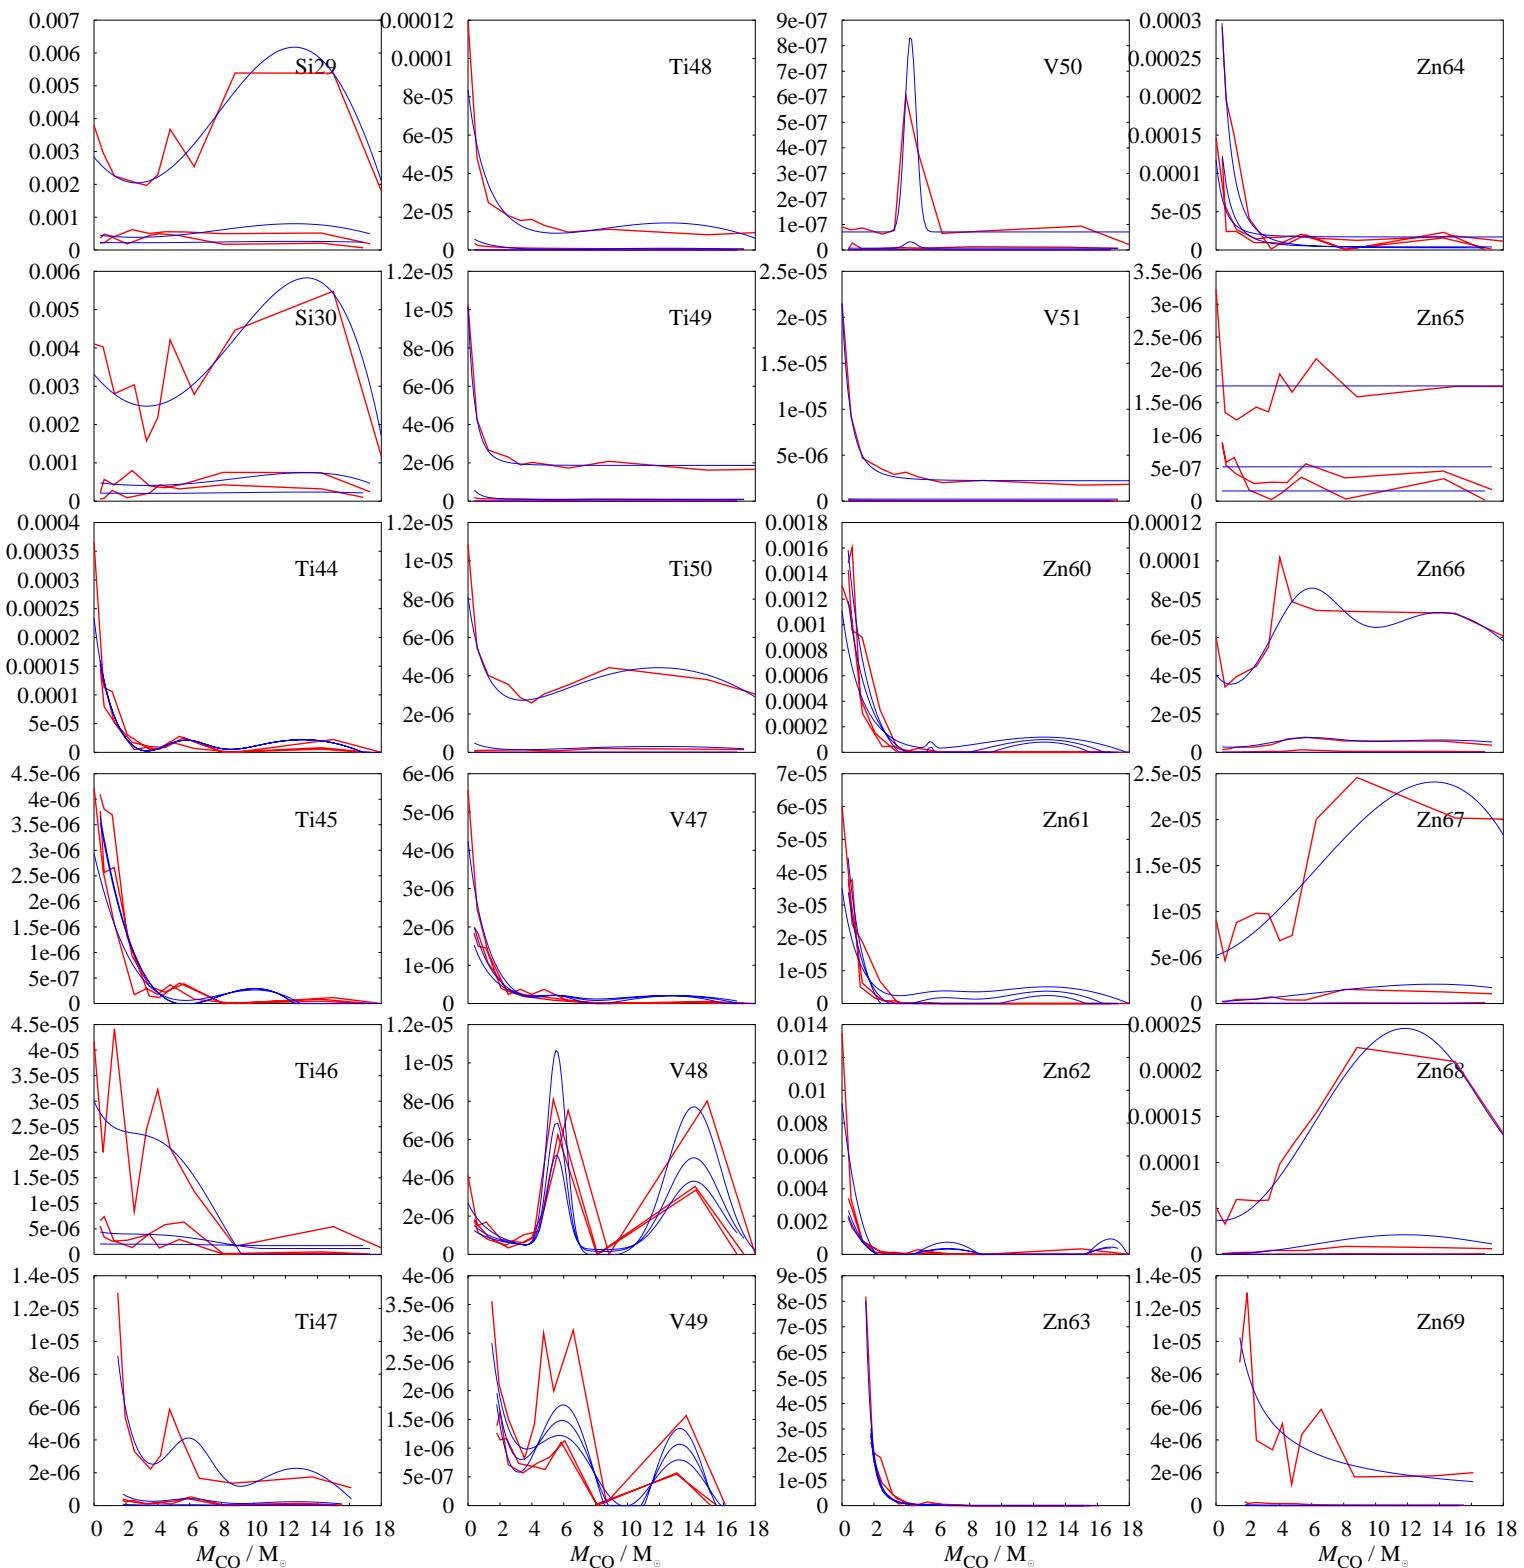 0.007
0.006
0.005
0.004
0.003
0.002
0.001
0
Si29
0.00012
0.0001
8e-05
6e-05
4e-05
2e-05
0
Ti48
9e-07
8e-07
7e-07
6e-07
5e-07
4e-07
3e-07
2e-07
1e-07
0
V50
0.0003
0.00025
0.0002
0.00015
0.0001
5e-05
0
Zn64
0.006
0.005
0.004
0.003
0.002
0.001
0
Si30
1.2e-05
1e-05
8e-06
6e-06
4e-06
2e-06
0
Ti49
2.5e-05
2e-05
1.5e-05
1e-05
5e-06
0
V51
3.5e-06
3e-06
2.5e-06
2e-06
1.5e-06
1e-06
5e-07
0
Zn65
0.0004
0.00035
0.0003
0.00025
0.0002
0.00015
0.0001
5e-05
0
Ti44
1.2e-05
1e-05
8e-06
6e-06
4e-06
2e-06
0
Ti50
0.0018
0.0016
0.0014
0.0012
0.001
0.0008
0.0006
0.0004
0.0002
0
Zn60
0.00012
0.0001
8e-05
6e-05
4e-05
2e-05
0
Zn66
4.5e-06
4e-06
3.5e-06
3e-06
2.5e-06
2e-06
1.5e-06
1e-06
5e-07
0
Ti45
6e-06
5e-06
4e-06
3e-06
2e-06
1e-06
0
V47
7e-05
6e-05
5e-05
4e-05
3e-05
2e-05
1e-05
0
Zn61
2.5e-05
2e-05
1.5e-05
1e-05
5e-06
0
Zn67
4.5e-05
4e-05
3.5e-05
3e-05
2.5e-05
2e-05
1.5e-05
1e-05
5e-06
0
Ti46
1.2e-05
1e-05
8e-06
6e-06
4e-06
2e-06
0
V48
0.014
0.012
0.01
0.008
0.006
0.004
0.002
0
Zn62
0.00025
0.0002
0.00015
0.0001
5e-05
0
Zn68
1.4e-05
1.2e-05
1e-05
8e-06
6e-06
4e-06
2e-06
0
Ti47
4e-06
3.5e-06
3e-06
2.5e-06
2e-06
1.5e-06
1e-06
5e-07
0
V49
9e-05
8e-05
7e-05
6e-05
5e-05
4e-05
3e-05
2e-05
1e-05
0
Zn63
1.4e-05
1.2e-05
1e-05
8e-06
6e-06
4e-06
2e-06
0
Zn69
0 2 4 6 8 10 12 14 16 18
0 2 4 6 8 10 12 14 16 18
0 2 4 6 8 10 12 14 16 18
0 2 4 6 8 10 12 14 16 18
M_CO / M_☉
M_CO / M_☉
M_CO / M_☉
M_CO / M_☉